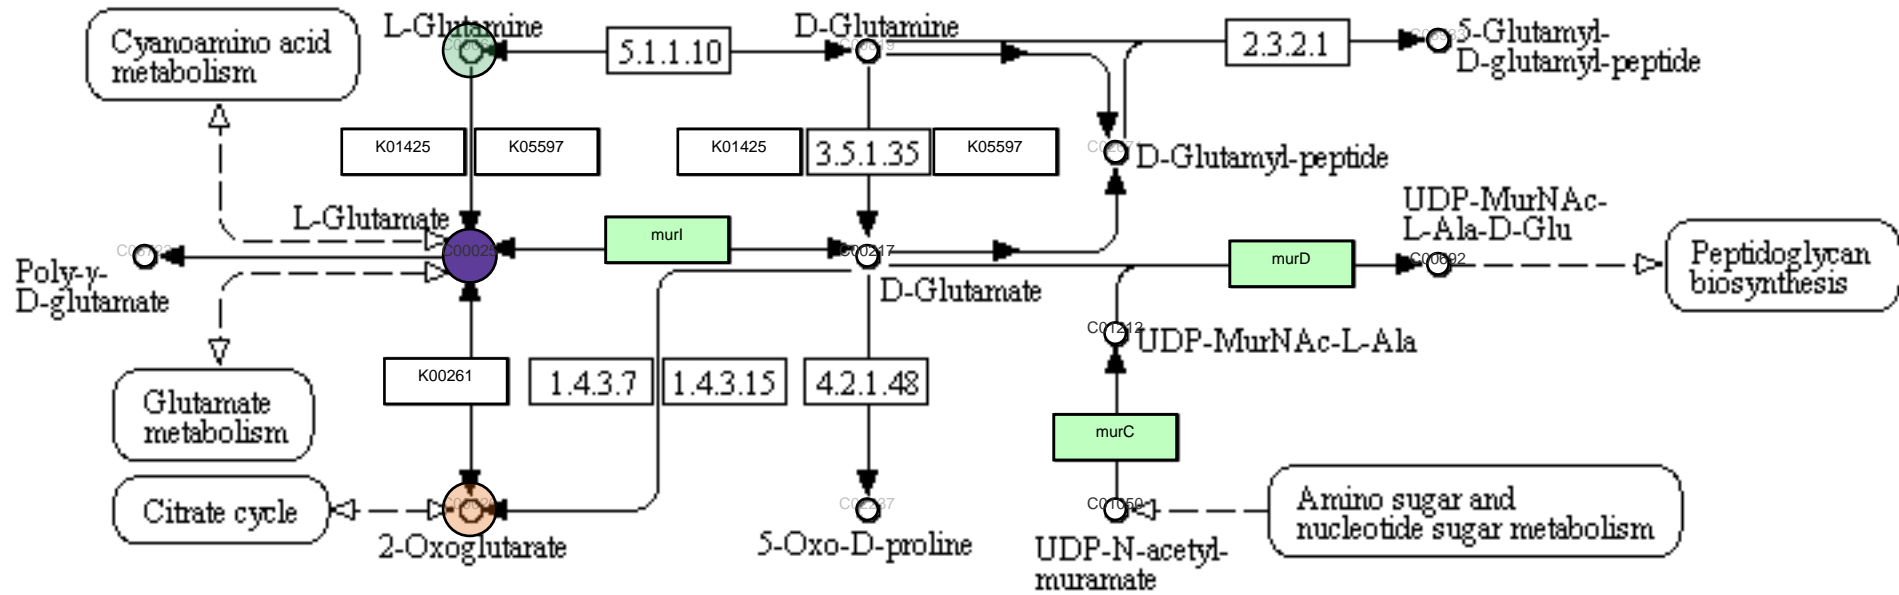 Cyanoamino acid
metabolism
L-Glutamine
5.1.1.10
D-Glutamine
2.3.2.1
5-Glutamyl-
D-glutamyl-peptide
K01425
K05597
K01425
3.5.1.35
K05597
D-Glutamyl-peptide
L-Glutamate
C00025
murI
C00217
D-Glutamate
Poly-γ-
D-glutamate
UDP-MurNAc-
L-Ala-D-Glu
murD
C00692
Peptidoglycan
biosynthesis
C01212
UDP-MurNAc-L-Ala
Glutamate
metabolism
K00261
1.4.3.7
1.4.3.15
4.2.1.48
murC
Citrate cycle
2-Oxoglutarate
5-Oxo-D-proline
C01050
UDP-N-acetyl-
muramate
Amino sugar and
nucleotide sugar metabolism